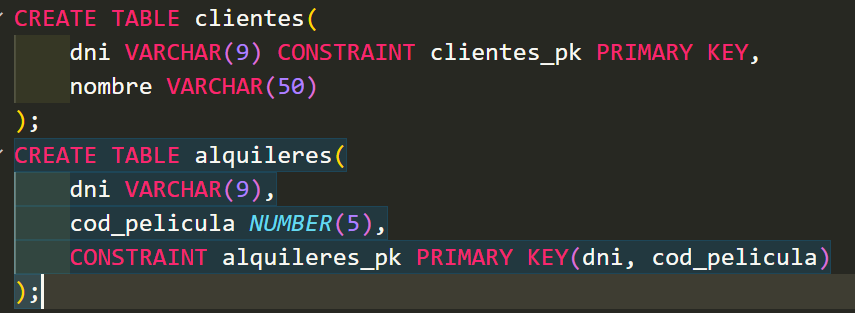 CREATE TABLE clientes(
    dni VARCHAR(9) CONSTRAINT clientes_pk PRIMARY KEY,
    nombre VARCHAR(50)
);
CREATE TABLE alquileres(
    dni VARCHAR(9),
    cod_pelicula NUMBER(5),
    CONSTRAINT alquileres_pk PRIMARY KEY(dni, cod_pelicula)
);